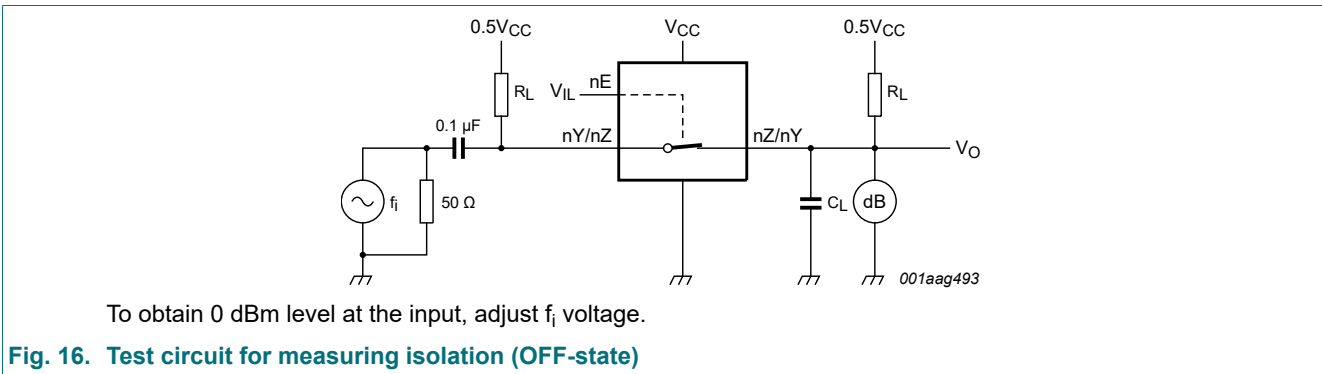 0.5VCC
VCC
0.5VCC
RL
VIL
nE
RL
0.1 µF
nY/nZ
nZ/nY
VO
fi
50 Ω
CL
dB
001aag493
To obtain 0 dBm level at the input, adjust fi voltage.
Fig. 16. Test circuit for measuring isolation (OFF-state)